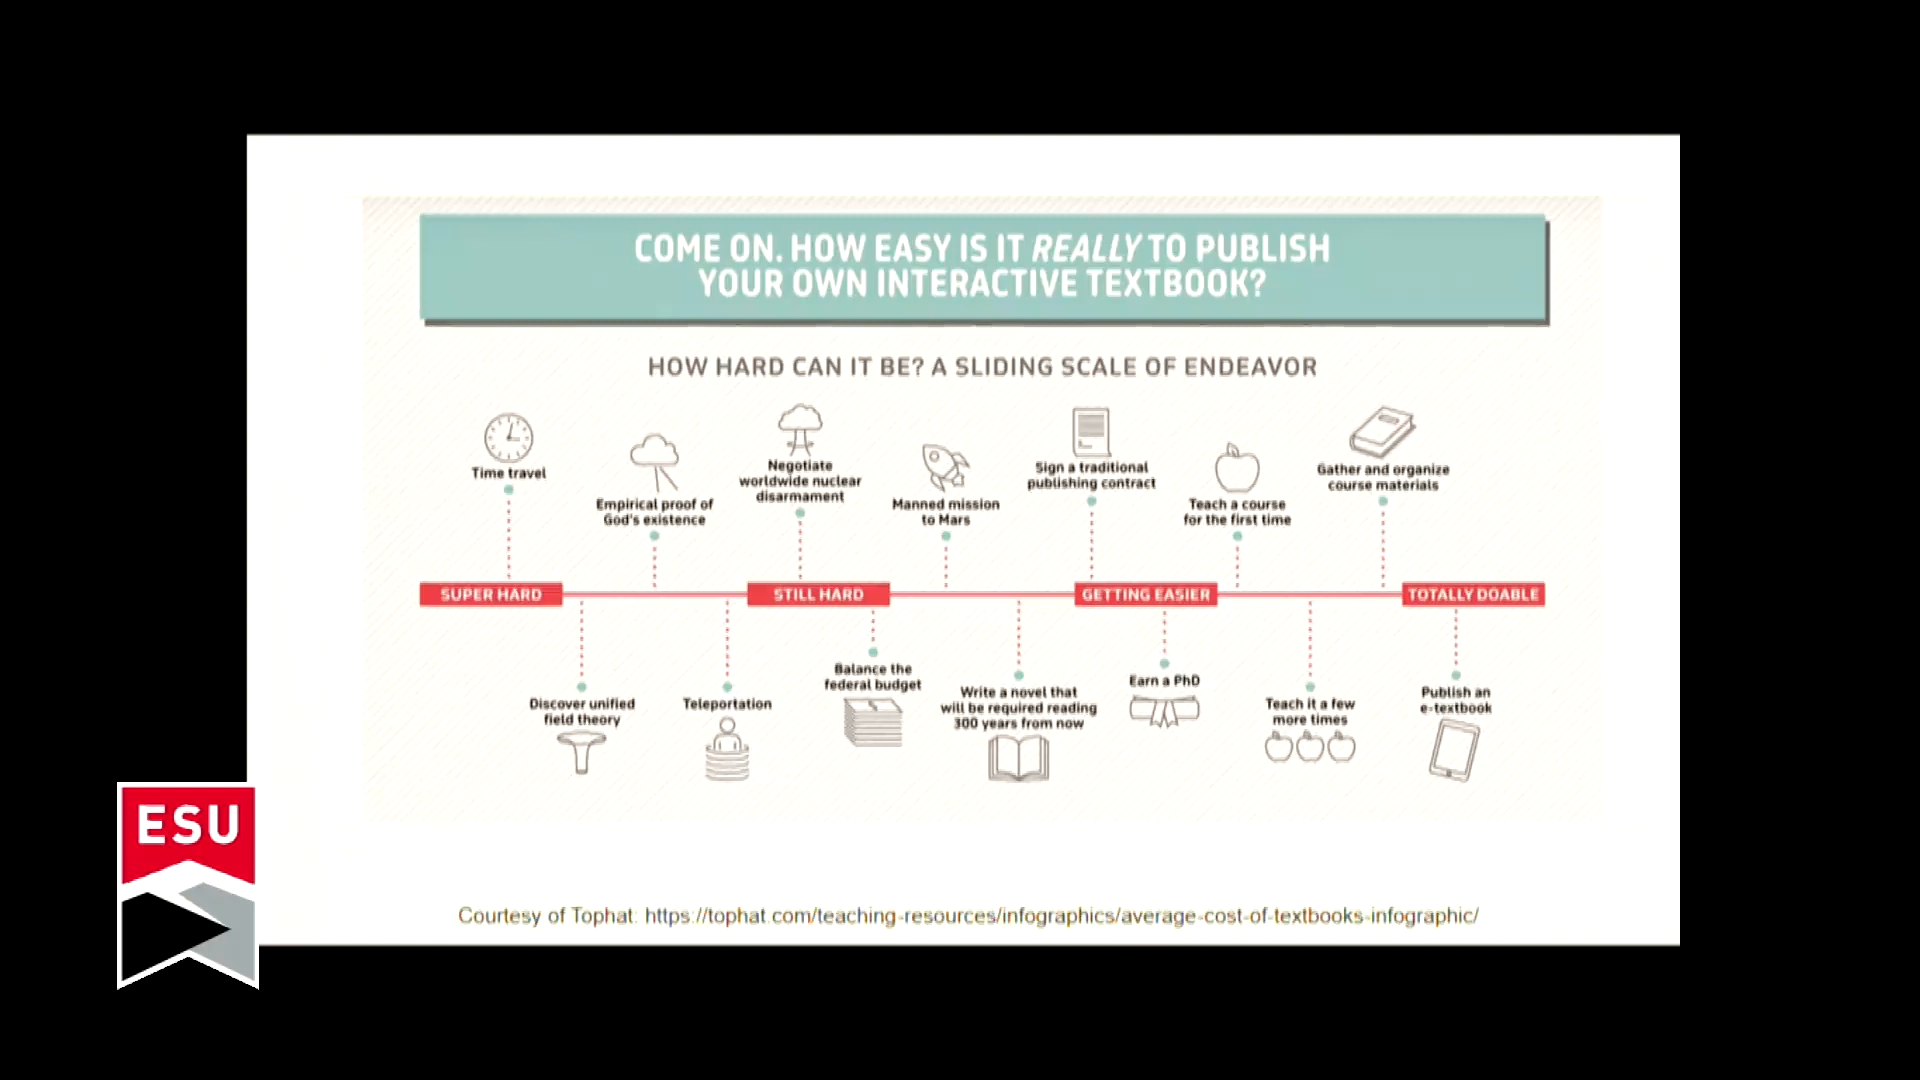 COME ON. HOW EASY IS IT REALLY TO PUBLISH
YOUR OWN INTERACTIVE TEXTBOOK?
HOW HARD CAN IT BE? A SLIDING SCALE OF ENDEAVOR
Time travel
Empirical proof of
God's existence
Negotiate
worldwide nuclear
disarmament
Manned mission
to Mars
Sign a traditional
publishing contract
Teach a course
for the first time
Gather and organize
course materials
SUPER HARD
STILL HARD
GETTING EASIER
TOTALLY DOABLE
Discover unified
field theory
Teleportation
Balance the
federal budget
Write a novel that
will be required reading
300 years from now
Earn a PhD
Teach it a few
more times
Publish an
e-textbook
ESU
Courtesy of Tophat: https://tophat.com/teaching-resources/infographics/average-cost-of-textbooks-infographic/